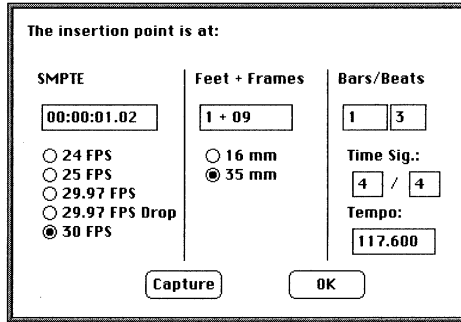 The insertion point is at:
SMPTE
00:00:01.02
24 FPS
25 FPS
29.97 FPS
29.97 FPS Drop
30 FPS
Feet + Frames
1 + 09
16 mm
35 mm
Bars/Beats
1 3
Time Sig.:
4 / 4
Tempo:
117.600
Capture
OK